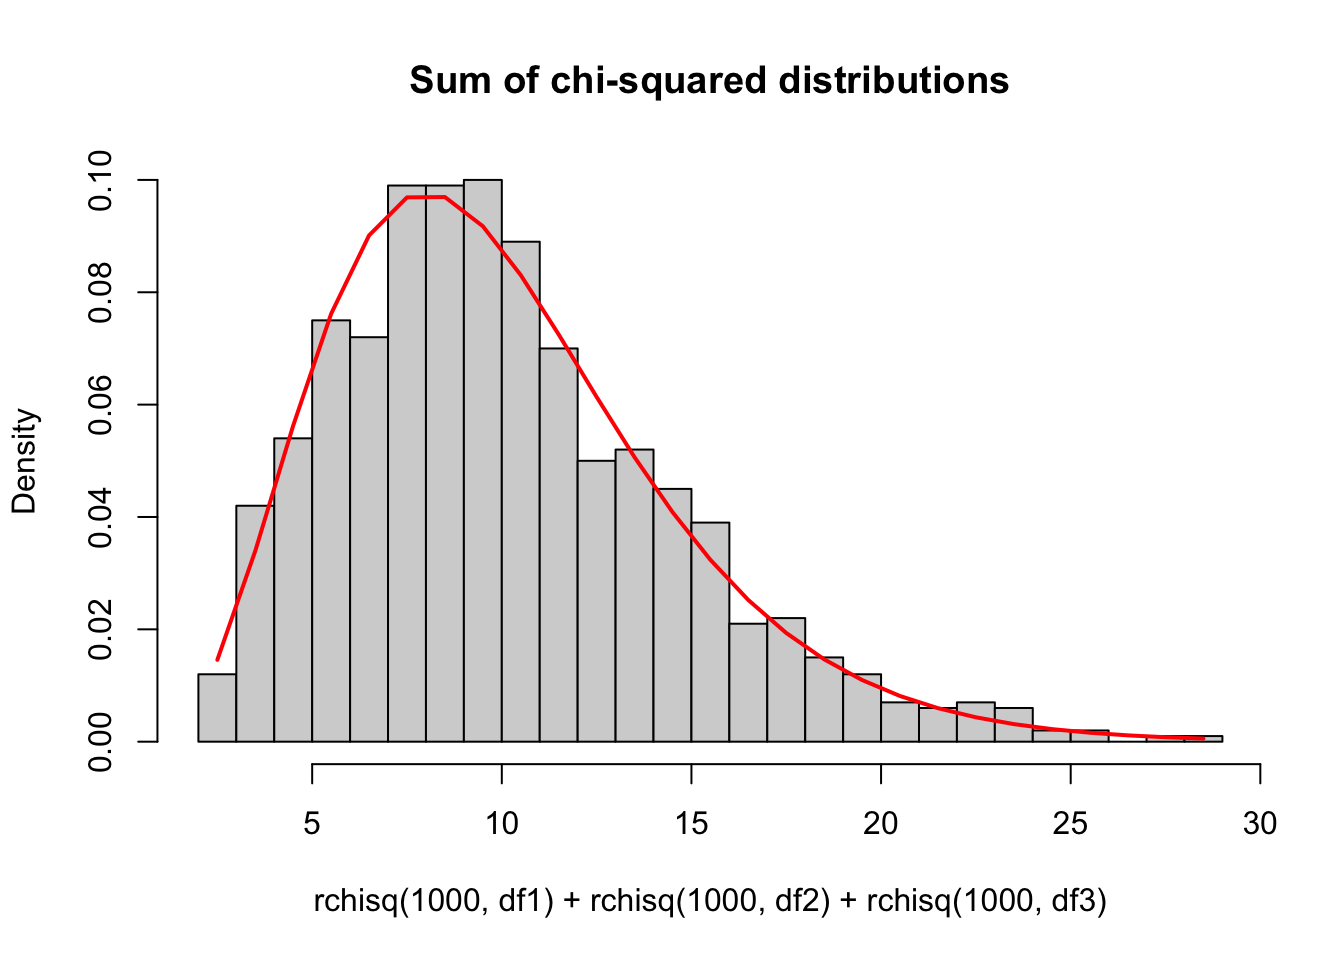 Sum of chi-squared distributions
Density
0.10
0.08
0.06
0.04
0.02
0.00
5 10 15 20 25 30
rchisq(1000, df1) + rchisq(1000, df2) + rchisq(1000, df3)